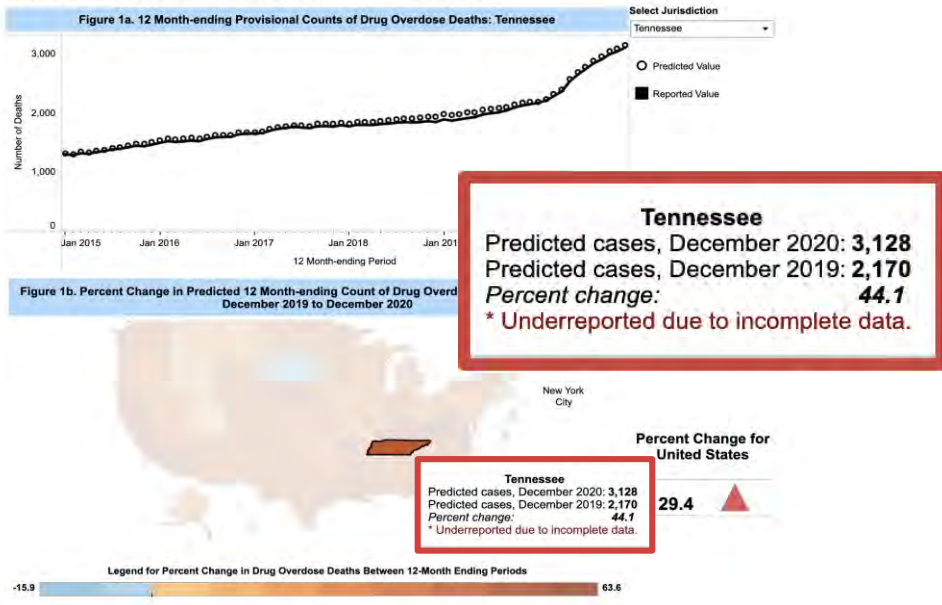 Figure 1a. 12 Month-ending Provisional Counts of Drug Overdose Deaths: Tennessee
Select Jurisdiction
Tennessee
Predicted Value
Reported Value
Number of Deaths
3,000
2,000
1,000
0
Jan 2015 Jan 2016 Jan 2017 Jan 2018 Jan 201
12 Month-ending Period
Tennessee
Predicted cases, December 2020: 3,128
Predicted cases, December 2019: 2,170
Percent change: 44.1
* Underreported due to incomplete data.
Figure 1b. Percent Change in Predicted 12 Month-ending Count of Drug Overd
December 2019 to December 2020
New York
City
Percent Change for
United States
29.4
Tennessee
Predicted cases, December 2020: 3,128
Predicted cases, December 2019: 2,170
Percent change: 44.1
* Underreported due to incomplete data.
Legend for Percent Change in Drug Overdose Deaths Between 12-Month Ending Periods
-15.9 63.6